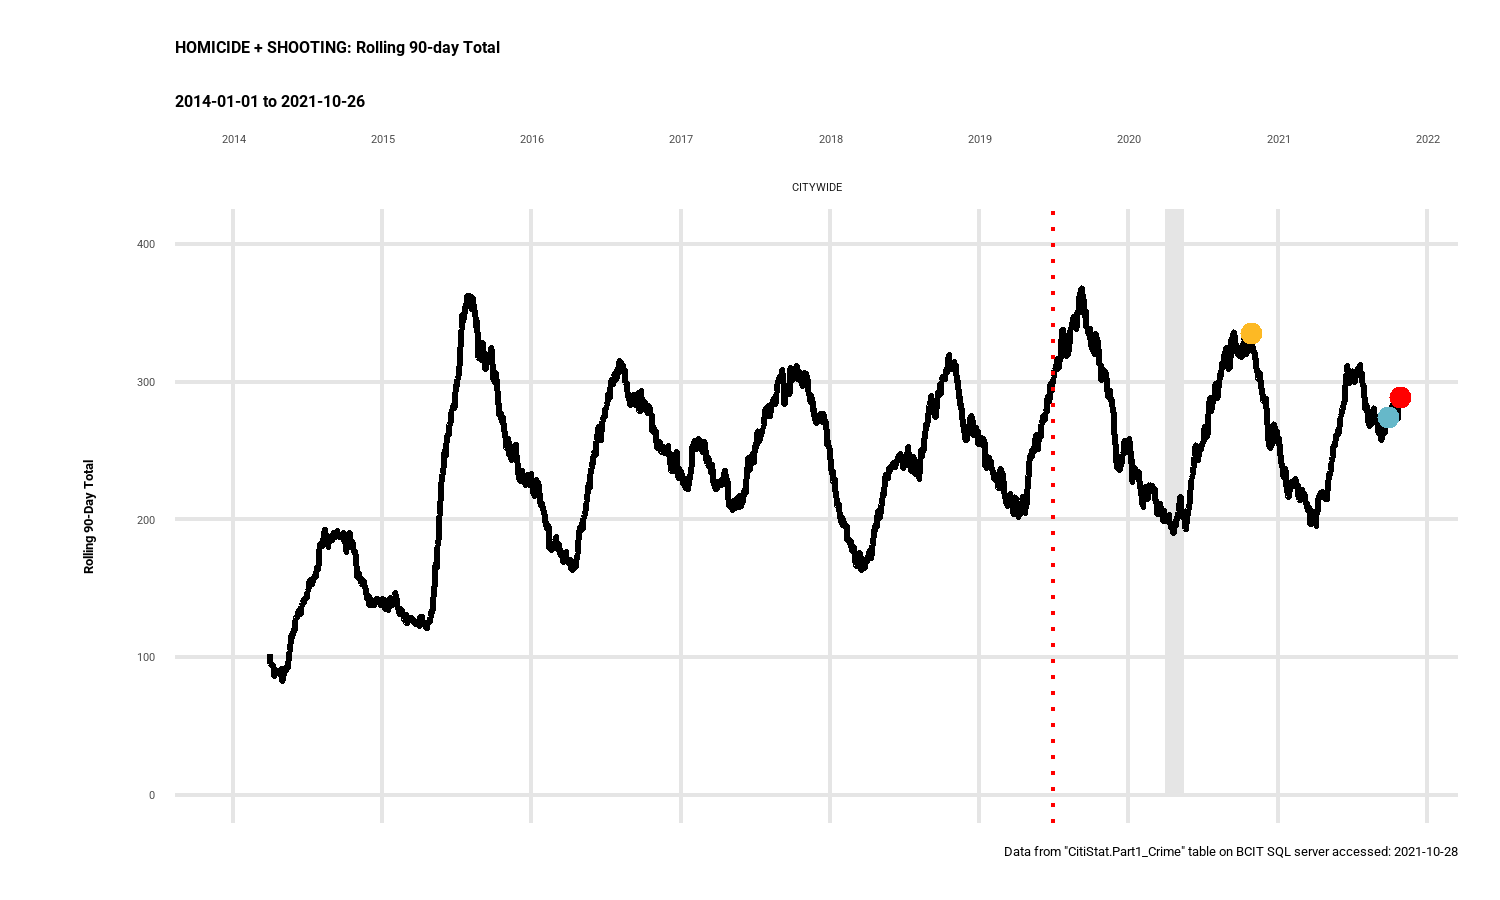 HOMICIDE + SHOOTING: Rolling 90-day Total
2014-01-01 to 2021-10-26
2014 2015 2016 2017 2018 2019 2020 2021 2022
CITYWIDE
400
300
200
100
0
Rolling 90-Day Total
Data from "CitiStat.Part1_Crime" table on BCIT SQL server accessed: 2021-10-28